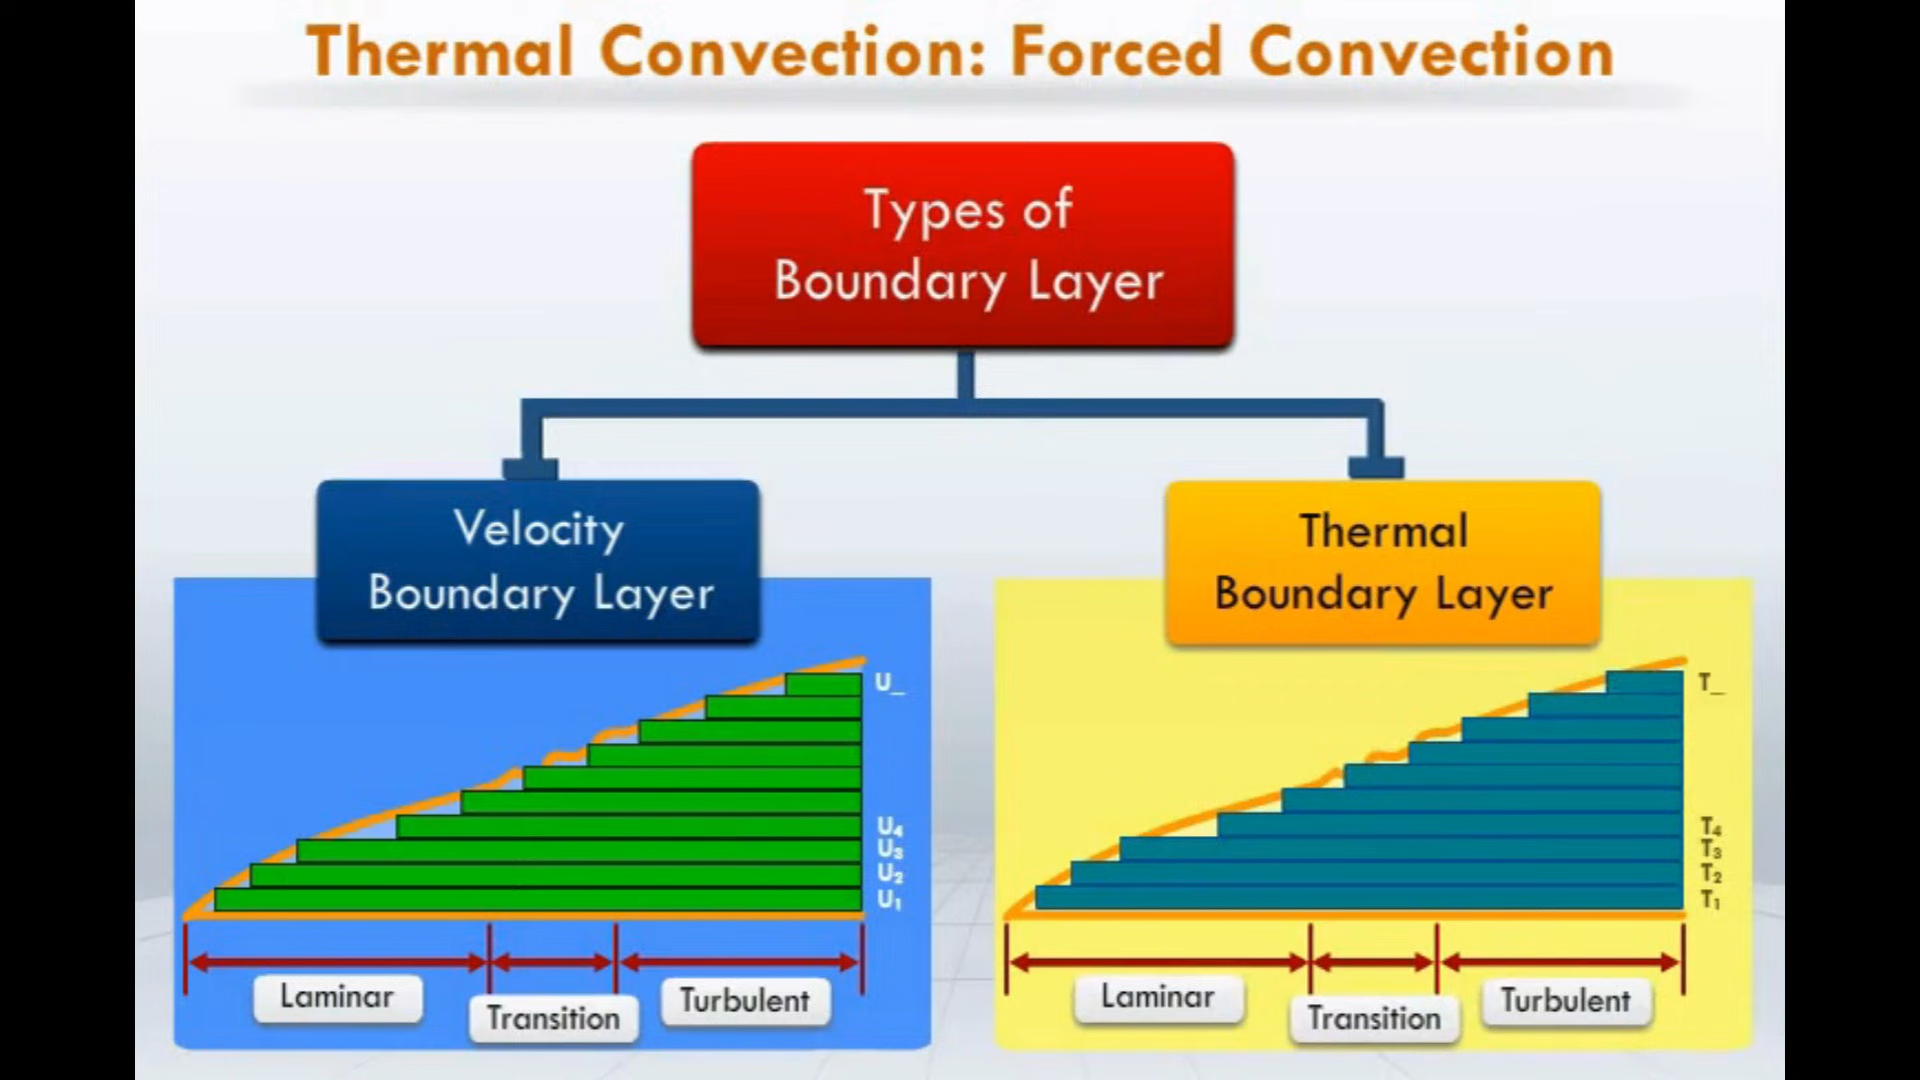 Thermal Convection: Forced Convection
Types of
Boundary Layer
Velocity
Boundary Layer
U_
U₄
U₃
U₂
U₁
Laminar
Transition
Turbulent
Thermal
Boundary Layer
T_
T₄
T₃
T₂
T₁
Laminar
Transition
Turbulent